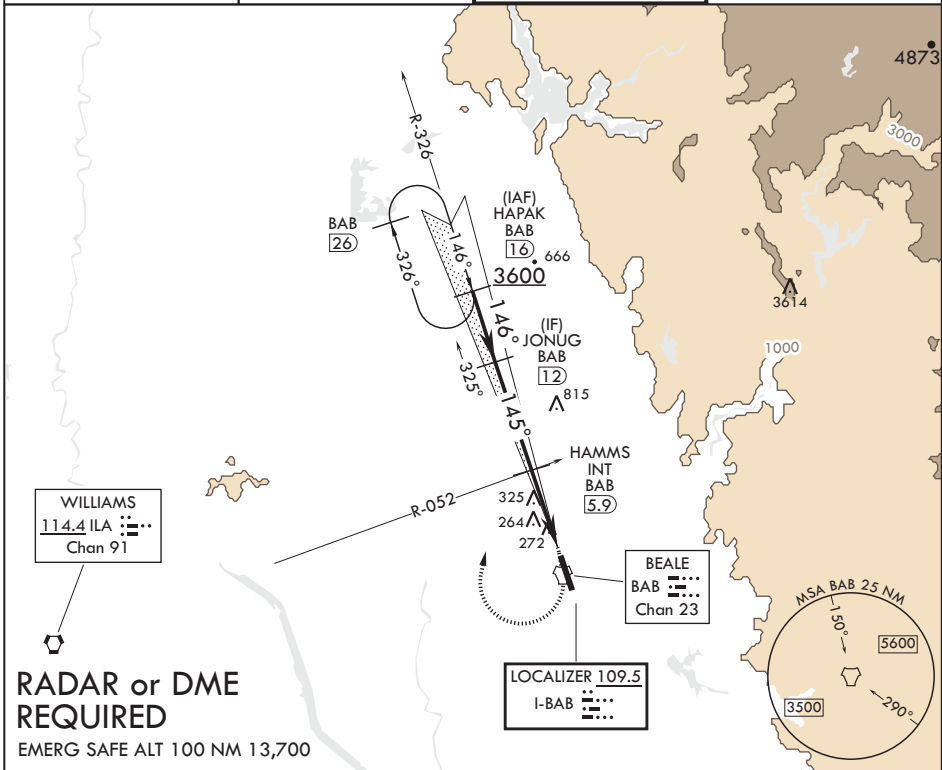 4873
3000
R-326
(IAF)
HAPAK
BAB
16
666
3600
BAB
26
146°
326°
3614
146°
(IF)
JONUG
BAB
12
1000
325°
815
145°
HAMMS
INT
BAB
5.9
R-052
325
264
272
WILLIAMS
114.4 ILA
Chan 91
BEALE
BAB
Chan 23
MSA BAB 25 NM
150°
5600
3500
290°
LOCALIZER 109.5
I-BAB
RADAR or DME
REQUIRED
EMERG SAFE ALT 100 NM 13,700